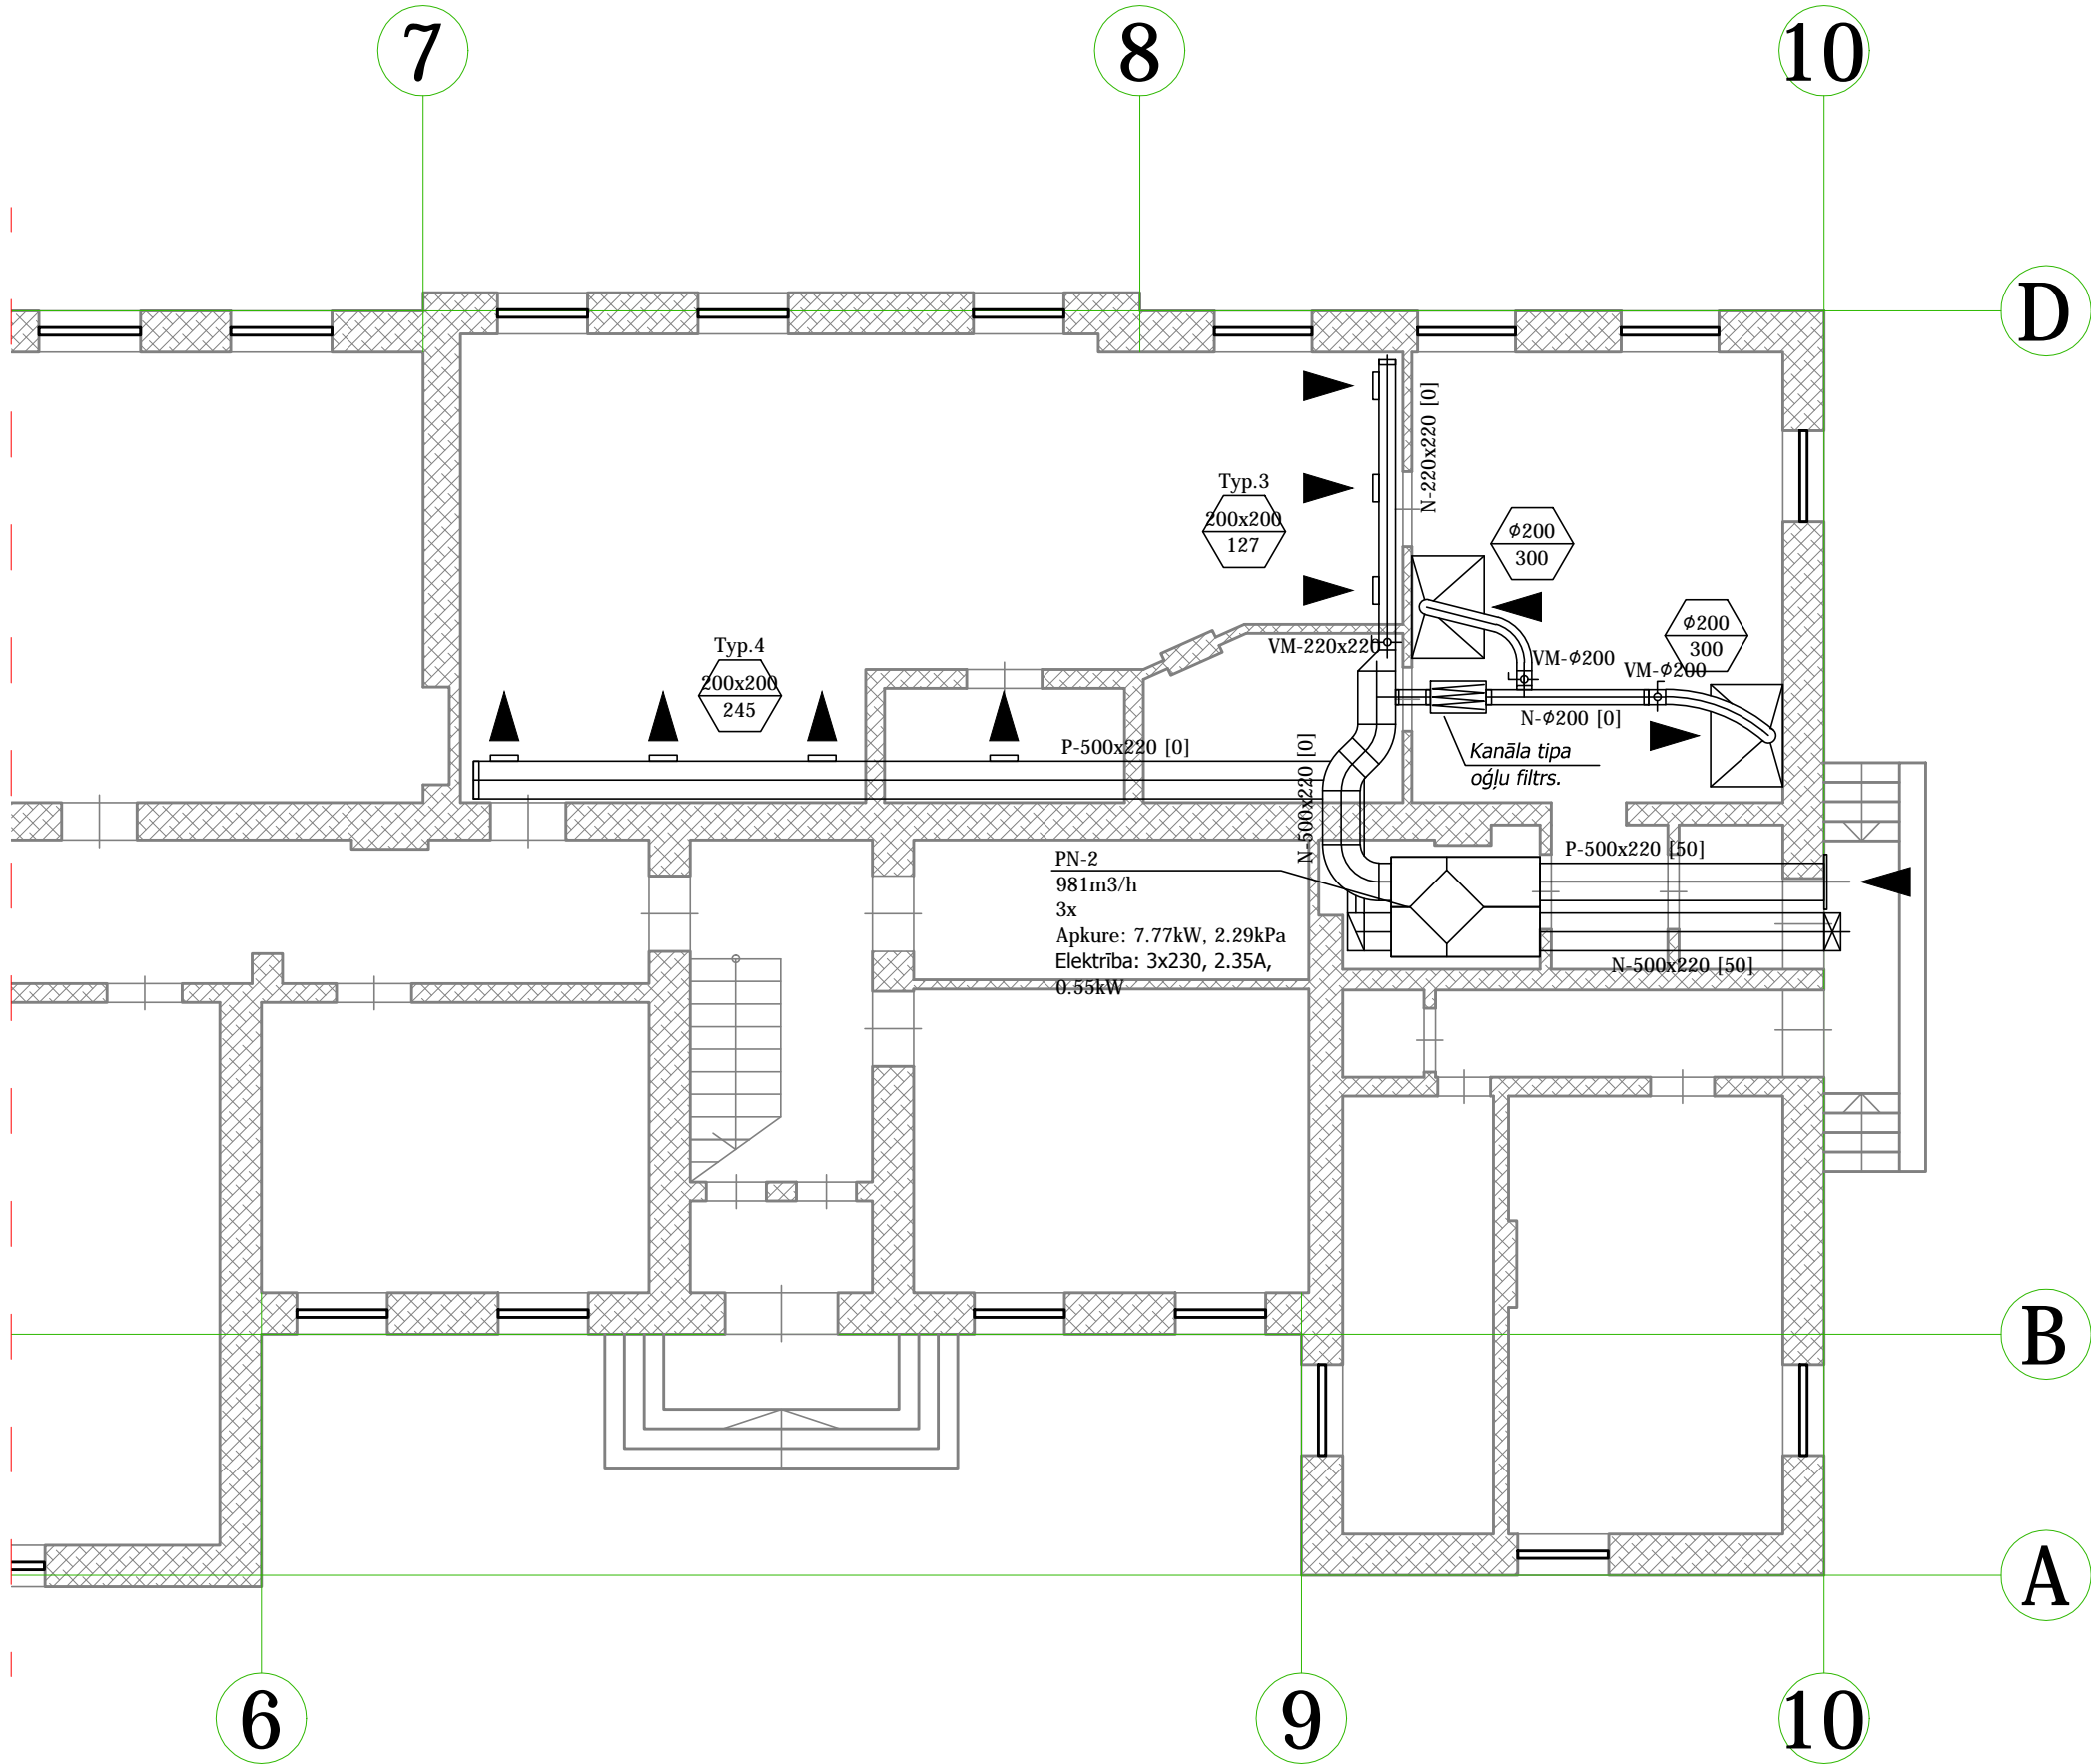 7
8
10
D
N-220x220 [0]
Typ.3
200x200
127
ϕ200
300
ϕ200
300
Typ.4
200x200
245
VM-220x220
VM-ϕ200
VM-ϕ200
N-ϕ200 [0]
P-500x220 [0]
N-500x220 [0]
Kanāla tipa
oģļu filtrs.
P-500x220 [50]
PN-2
981m3/h
3x
Apkure: 7.77kW, 2.29kPa
Elektrība: 3x230, 2.35A,
0.55kW
N-500x220 [50]
B
A
6
9
10